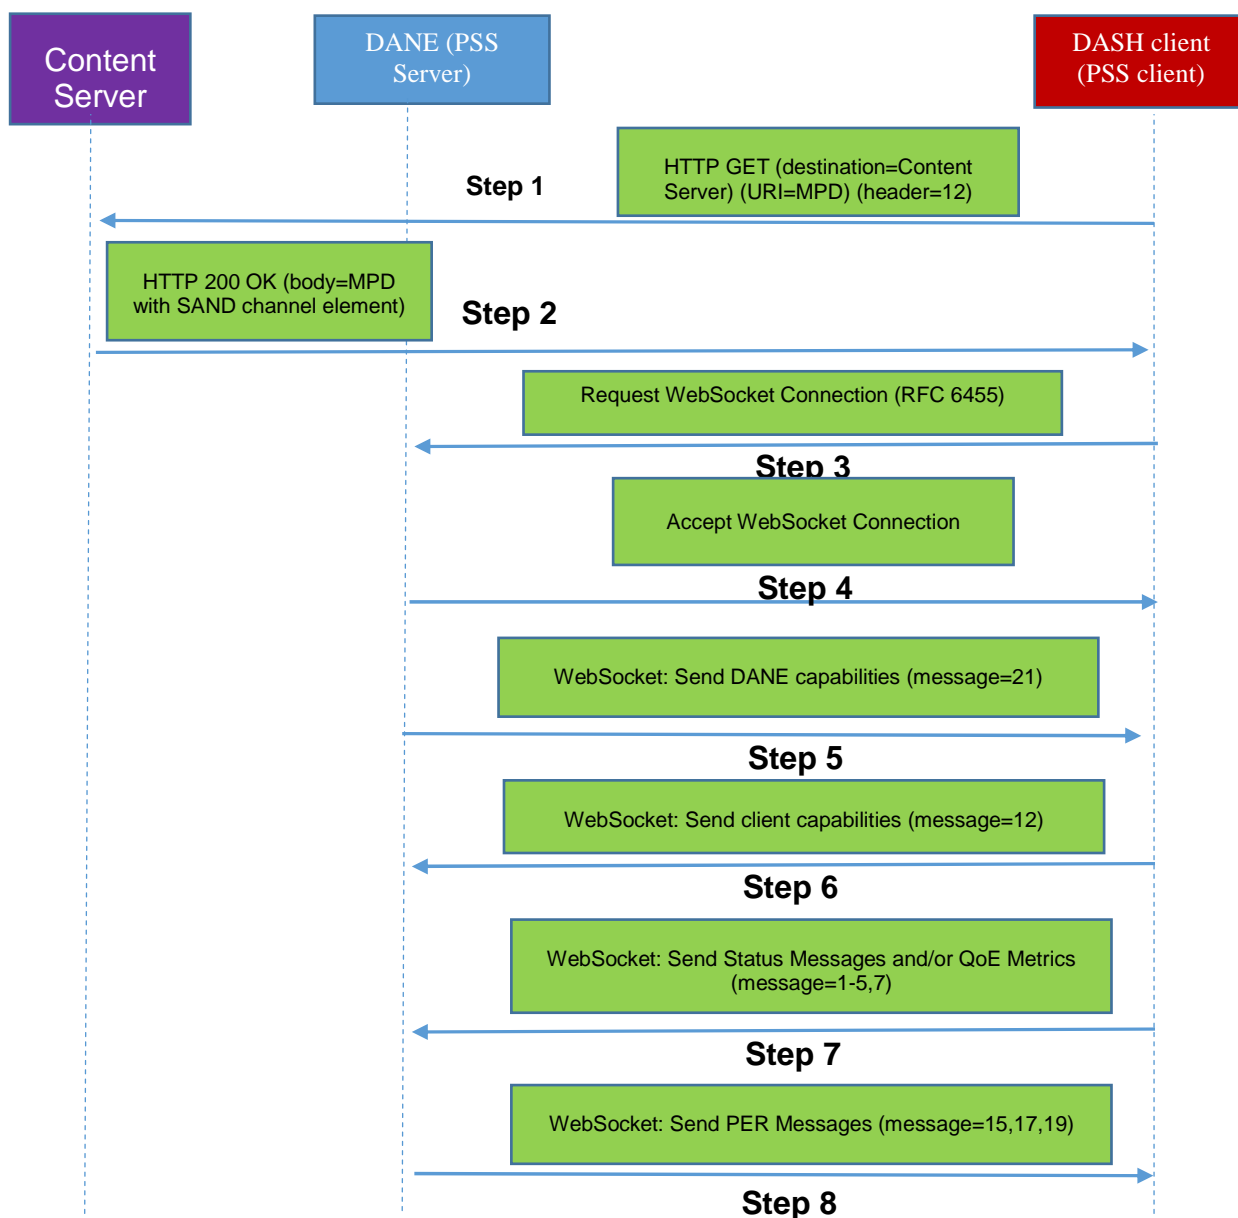 Content
Server
DANE (PSS
Server)
DASH client
(PSS client)
HTTP GET (destination=Content
Server) (URI=MPD) (header=12)
Step 1
HTTP 200 OK (body=MPD
with SAND channel element)
Step 2
Request WebSocket Connection (RFC 6455)
Step 3
Accept WebSocket Connection
Step 4
WebSocket: Send DANE capabilities (message=21)
Step 5
WebSocket: Send client capabilities (message=12)
Step 6
WebSocket: Send Status Messages and/or QoE Metrics
(message=1-5,7)
Step 7
WebSocket: Send PER Messages (message=15,17,19)
Step 8